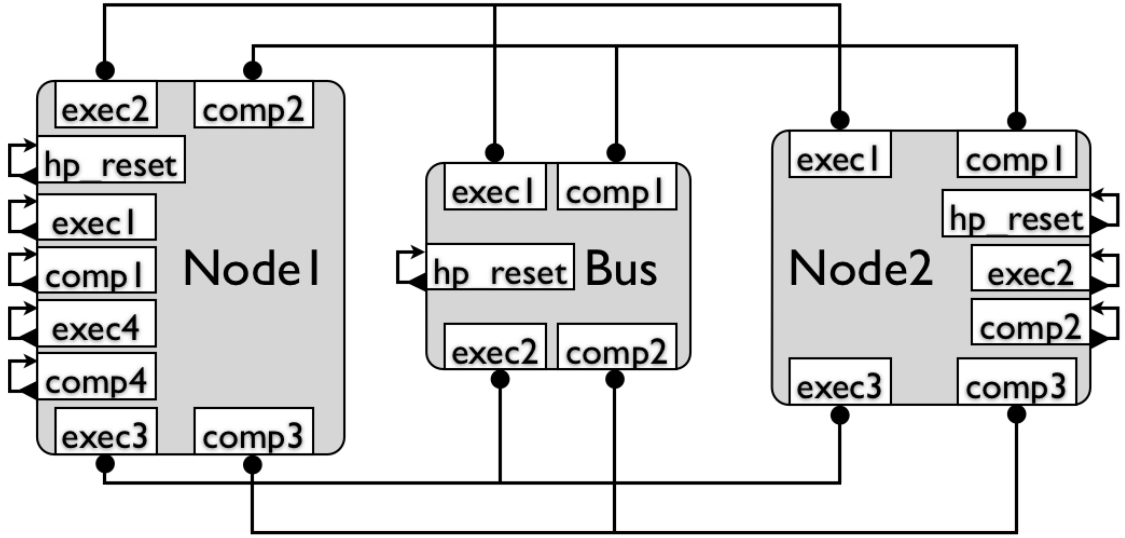 exec2
comp2
hp_reset
exec1
comp1
exec4
comp4
exec3
comp3
Node1
exec1
comp1
hp_reset
Bus
exec2
comp2
exec1
comp1
hp_reset
exec2
comp2
Node2
exec3
comp3